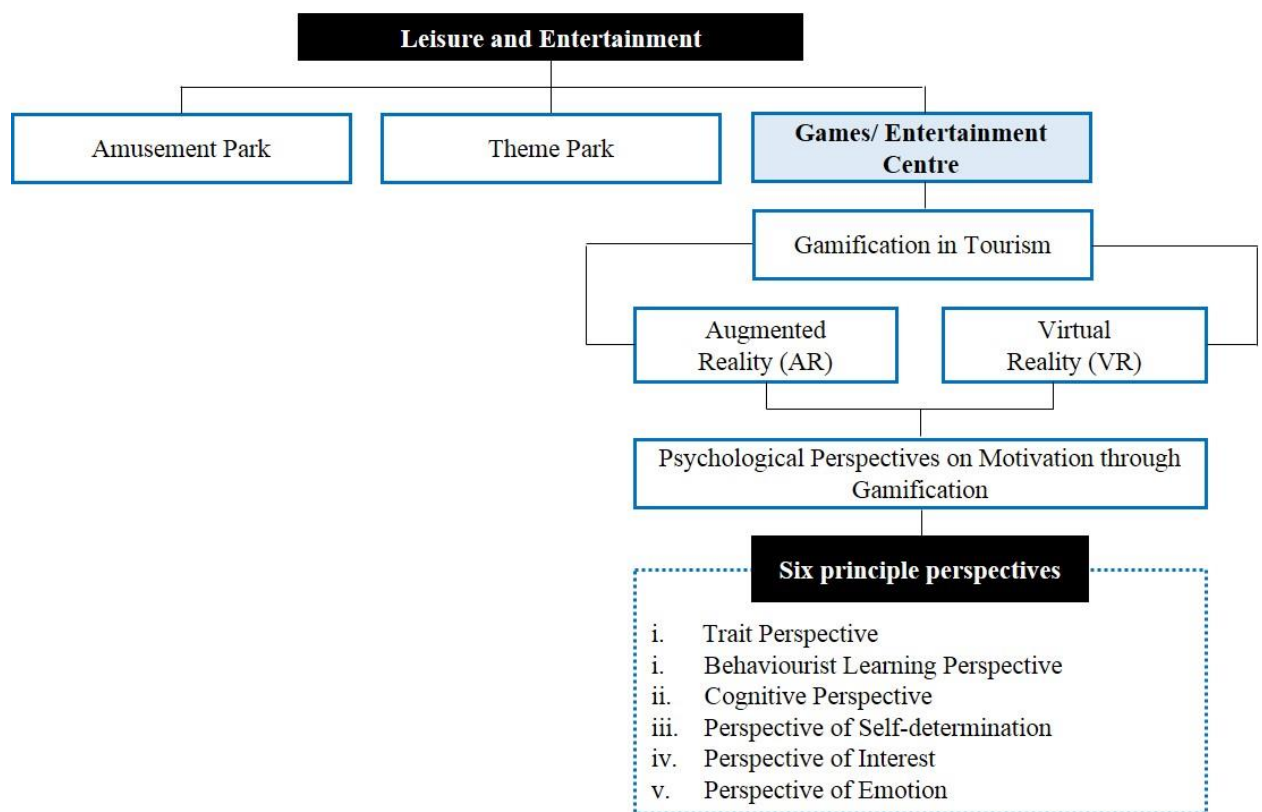 Leisure and Entertainment
Amusement Park
Theme Park
Games/ Entertainment
Centre
Gamification in Tourism
Augmented
Reality (AR)
Virtual
Reality (VR)
Psychological Perspectives on Motivation through
Gamification
Six principle perspectives
i. Trait Perspective
i. Behaviourist Learning Perspective
ii. Cognitive Perspective
iii. Perspective of Self-determination
iv. Perspective of Interest
v. Perspective of Emotion